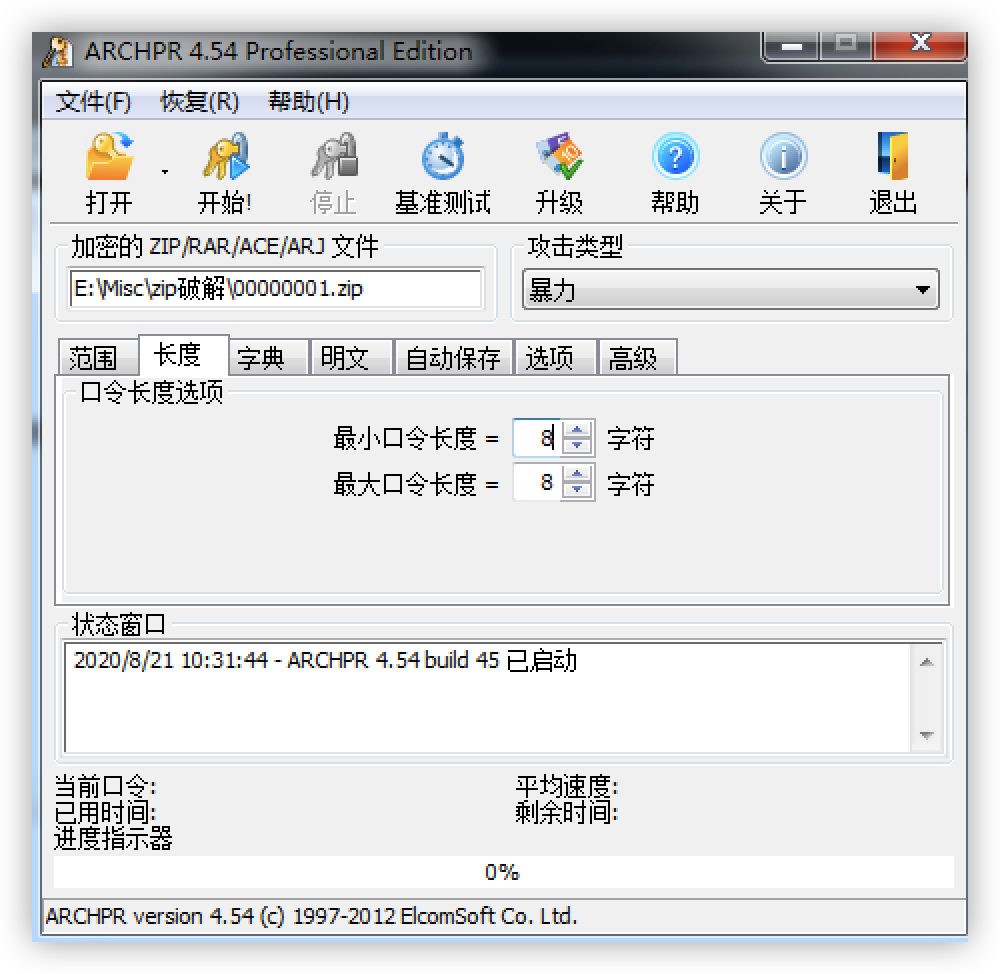 ARCHPR 4.54 Professional Edition
文件(F) 恢复(R) 帮助(H)
打开 开始! 停止 基准测试 升级 帮助 关于 退出
加密的 ZIP/RAR/ACE/ARJ 文件 攻击类型
E:\Misc\zip破解\00000001.zip 暴力
范围 长度 字典 明文 自动保存 选项 高级
口令长度选项
最小口令长度 = 8 字符
最大口令长度 = 8 字符
状态窗口
2020/8/21 10:31:44 - ARCHPR 4.54 build 45 已启动
当前口令: 平均速度:
已用时间: 剩余时间:
进度指示器
0%
ARCHPR version 4.54 (c) 1997-2012 ElcomSoft Co. Ltd.